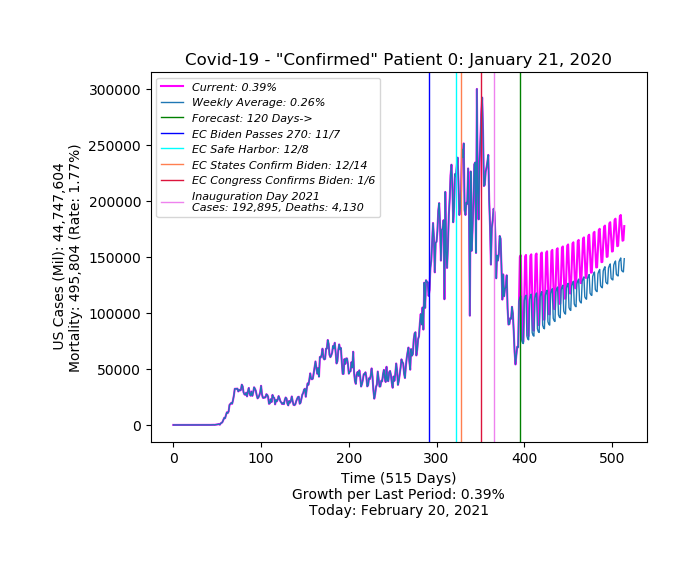 Covid-19 - "Confirmed" Patient 0: January 21, 2020
300000
250000
200000
150000
100000
50000
0
US Cases (Mil): 44,747,604
Mortality: 495,804 (Rate: 1.77%)
Current: 0.39%
Weekly Average: 0.26%
Forecast: 120 Days->
EC Biden Passes 270: 11/7
EC Safe Harbor: 12/8
EC States Confirm Biden: 12/14
EC Congress Confirms Biden: 1/6
Inauguration Day 2021
Cases: 192,895, Deaths: 4,130
0 100 200 300 400 500
Time (515 Days)
Growth per Last Period: 0.39%
Today: February 20, 2021